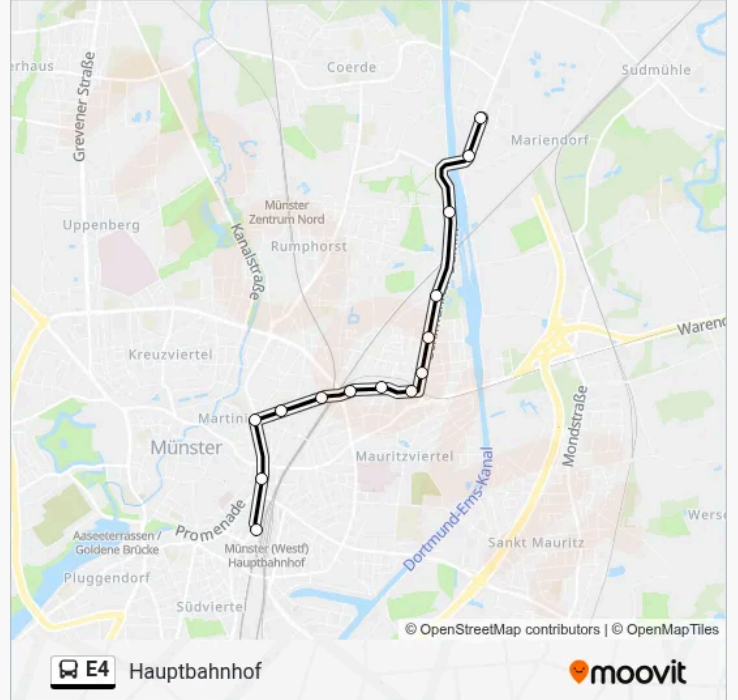 erhaus
Coerde
Sudmühle
Grevener Straße
Mariendorf
Münster
Zentrum Nord
Uppenberg
Rumphorst
Kanalstraße
Warend
Kreuzviertel
Mondstraße
Martini
Münster
Mauritzviertel
Dortmund-Ems-Kanal
Promenade
Werse
Aaseeterrassen /
Goldene Brücke
Sankt Mauritz
Münster (Westf)
Hauptbahnhof
Pluggendorf
Südviertel
© OpenStreetMap contributors | © OpenMapTiles
E4 Hauptbahnhof
moovit